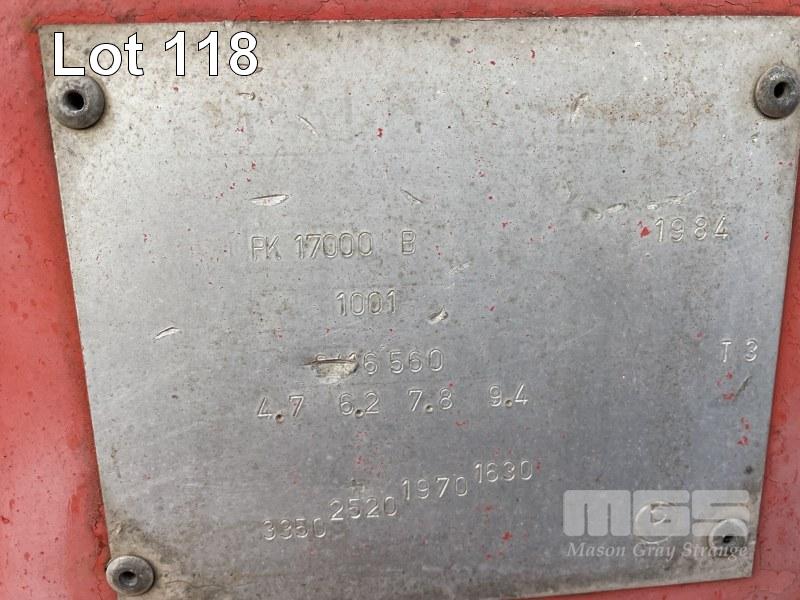 Lot 118
PK 17000 B 1984
1001
560 T 3
4.7 6.2 7.8 9.4
3350 2520 1970 1630
MGS
Mason Gray Strange